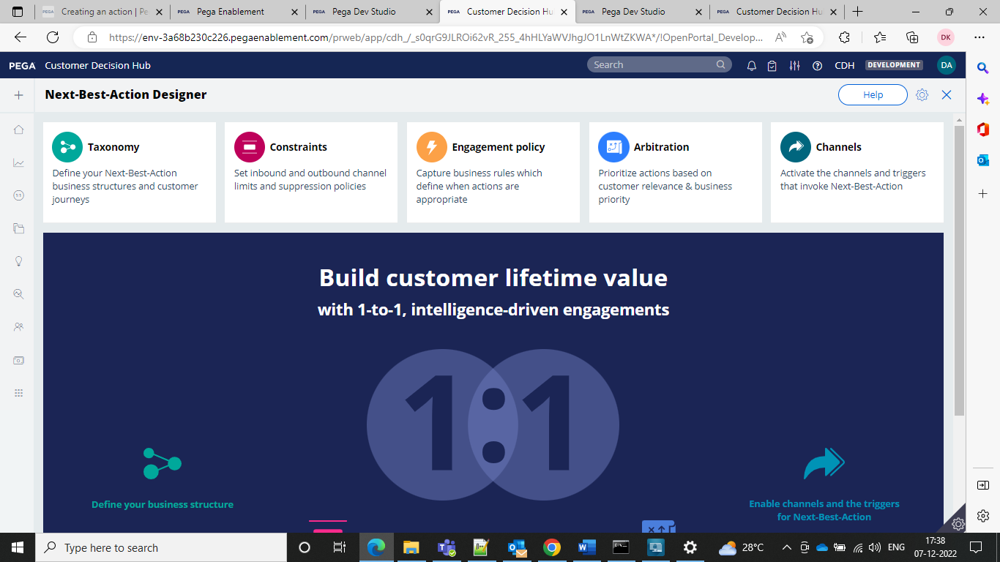 Creating an action | Pe
Pega Enablement
Pega Dev Studio
Customer Decision Hu
Pega Dev Studio
Customer Decision Hu
https://env-3a68b230c226.pegaenablement.com/prweb/app/cdh_/_s0qrG9JLROi62vR_255_4hHLYaWVJhgJO1LnWtZKWA*/!OpenPortal_Develop...
DK
PEGA Customer Decision Hub
Search
CDH
DEVELOPMENT
DA
Next-Best-Action Designer
Help
Taxonomy
Define your Next-Best-Action
business structures and customer
journeys
Constraints
Set inbound and outbound channel
limits and suppression policies
Engagement policy
Capture business rules which
define when actions are
appropriate
Arbitration
Prioritize actions based on
customer relevance & business
priority
Channels
Activate the channels and triggers
that invoke Next-Best-Action
Build customer lifetime value
with 1-to-1, intelligence-driven engagements
1:1
Define your business structure
Enable channels and the triggers
for Next-Best-Action
Type here to search
28°C
ENG
17:38
07-12-2022